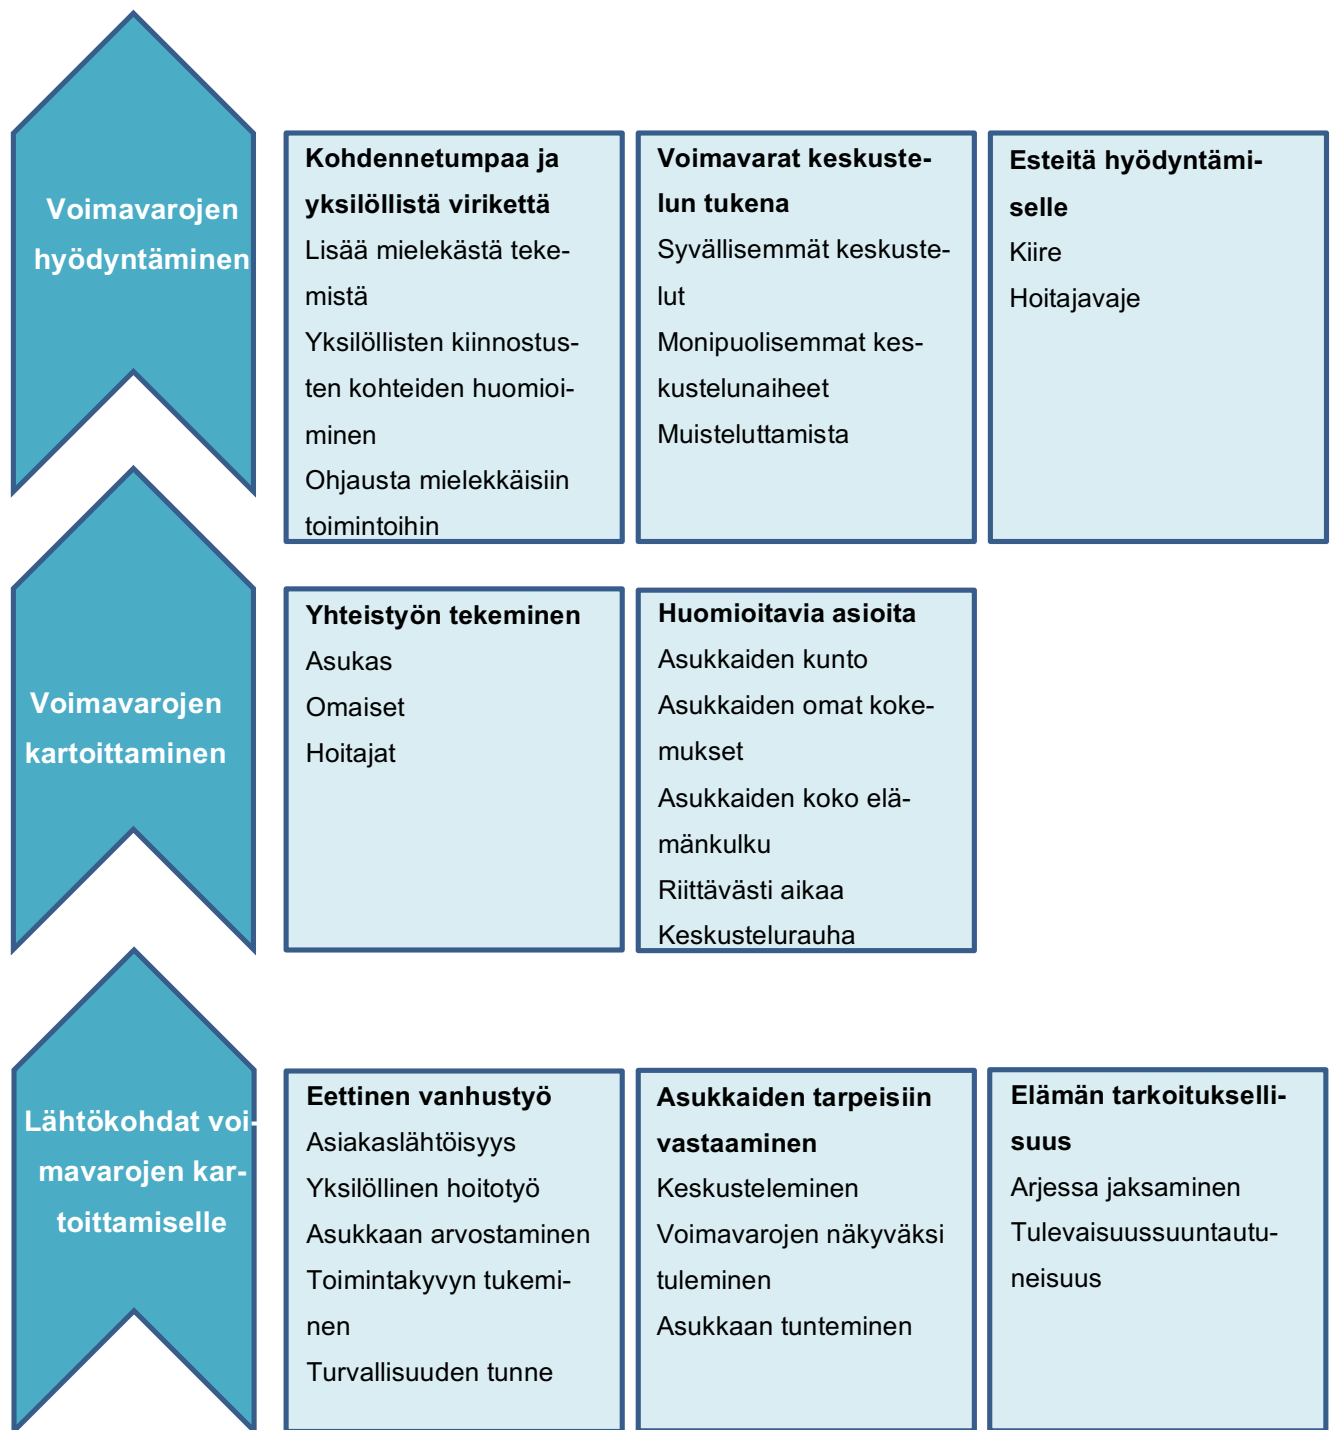 Voimavarojen
hyödyntäminen
Kohdennetumpaa ja
yksilöllistä virikettä
Lisää mielekästä teke-
mistä
Yksilöllisten kiinnostus-
ten kohteiden huomioi-
minen
Ohjausta mielekkäisiin
toimintoihin
Voimavarat keskuste-
lun tukena
Syvällisemmät keskuste-
lut
Monipuolisemmat kes-
kustelunaiheet
Muisteluttamista
Esteitä hyödyntämi-
selle
Kiire
Hoitajavaje
Voimavarojen
kartoittaminen
Yhteistyön tekeminen
Asukas
Omaiset
Hoitajat
Huomioitavia asioita
Asukkaiden kunto
Asukkaiden omat koke-
mukset
Asukkaiden koko elä-
mänkulku
Riittävästi aikaa
Keskustelurauha
Lähtökohdat voi-
mavarojen kar-
toittamiselle
Eettinen vanhustyö
Asiakaslähtöisyys
Yksilöllinen hoitotyö
Asukkaan arvostaminen
Toimintakyvyn tukemi-
nen
Turvallisuuden tunne
Asukkaiden tarpeisiin
vastaaminen
Keskusteleminen
Voimavarojen näkyväksi
tuleminen
Asukkaan tunteminen
Elämän tarkoitukselli-
suus
Arjessa jaksaminen
Tulevaisuussuuntautu-
neisuus